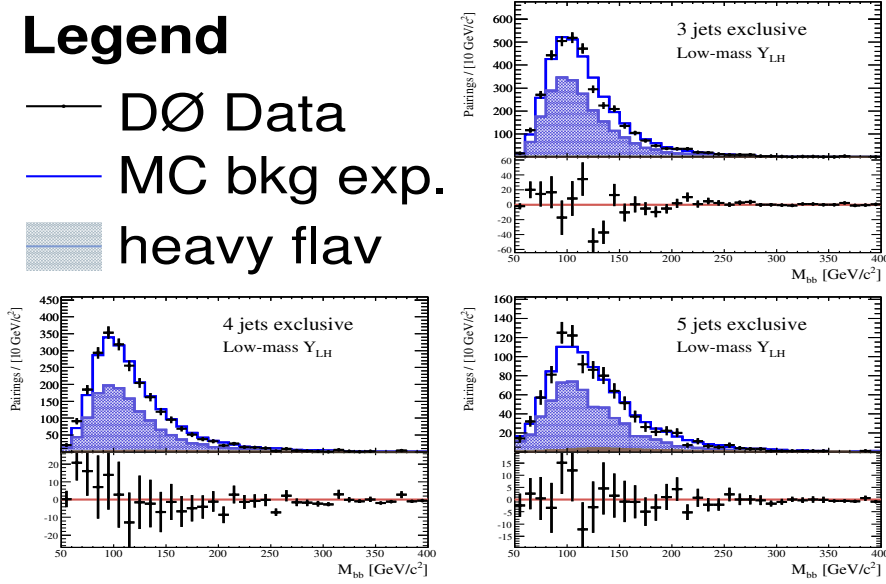 Legend
DØ Data
MC bkg exp.
heavy flav
Pairings / [10 GeV/c²]
3 jets exclusive
Low-mass Y_LH
600
500
400
300
200
100
60
40
20
0
-20
-40
-60
50 100 150 200 250 300 350 400
M_bb [GeV/c²]
Pairings / [10 GeV/c²]
4 jets exclusive
Low-mass Y_LH
450
400
350
300
250
200
150
100
50
20
10
0
-10
-20
50 100 150 200 250 300 350 400
M_bb [GeV/c²]
Pairings / [10 GeV/c²]
5 jets exclusive
Low-mass Y_LH
160
140
120
100
80
60
40
20
15
10
5
0
-5
-10
-15
50 100 150 200 250 300 350 400
M_bb [GeV/c²]